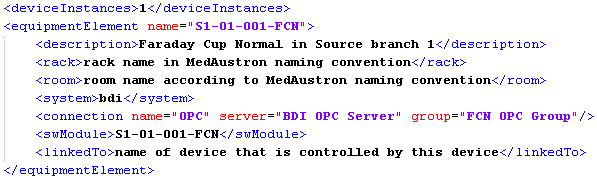 <deviceInstances>1</deviceInstances>
<equipmentElement name="S1-01-001-FCN">
<description>Faraday Cup Normal in Source branch 1</description>
<rack>rack name in MedAustron naming convention</rack>
<room>room name according to MedAustron naming convention</room>
<system>bdi</system>
<connection name="OPC" server="BDI OPC Server" group="FCN OPC Group"/>
<swModule>S1-01-001-FCN</swModule>
<linkedTo>name of device that is controlled by this device</linkedTo>
</equipmentElement>